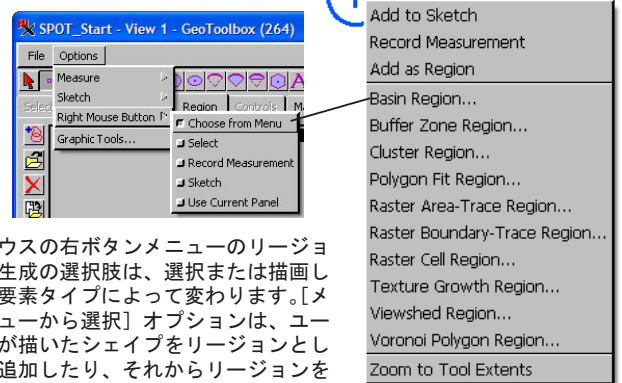 SPOT_Start - View 1 - GeoToolbox (264)
File Options
Measure
Sketch
Right Mouse Button
Graphic Tools...
Region Controls
Choose from Menu
Select
Record Measurement
Sketch
Use Current Panel
ウスの右ボタンメニューのリージョ
生成の選択肢は、選択または描画し
要素タイプによって変わります。[メ
ューから選択] オプションは、ユー
が描いたシェイプをリージョンとし
追加したり、それからリージョンを
1
Add to Sketch
Record Measurement
Add as Region
Basin Region...
Buffer Zone Region...
Cluster Region...
Polygon Fit Region...
Raster Area-Trace Region...
Raster Boundary-Trace Region...
Raster Cell Region...
Texture Growth Region...
Viewshed Region...
Voronoi Polygon Region...
Zoom to Tool Extents